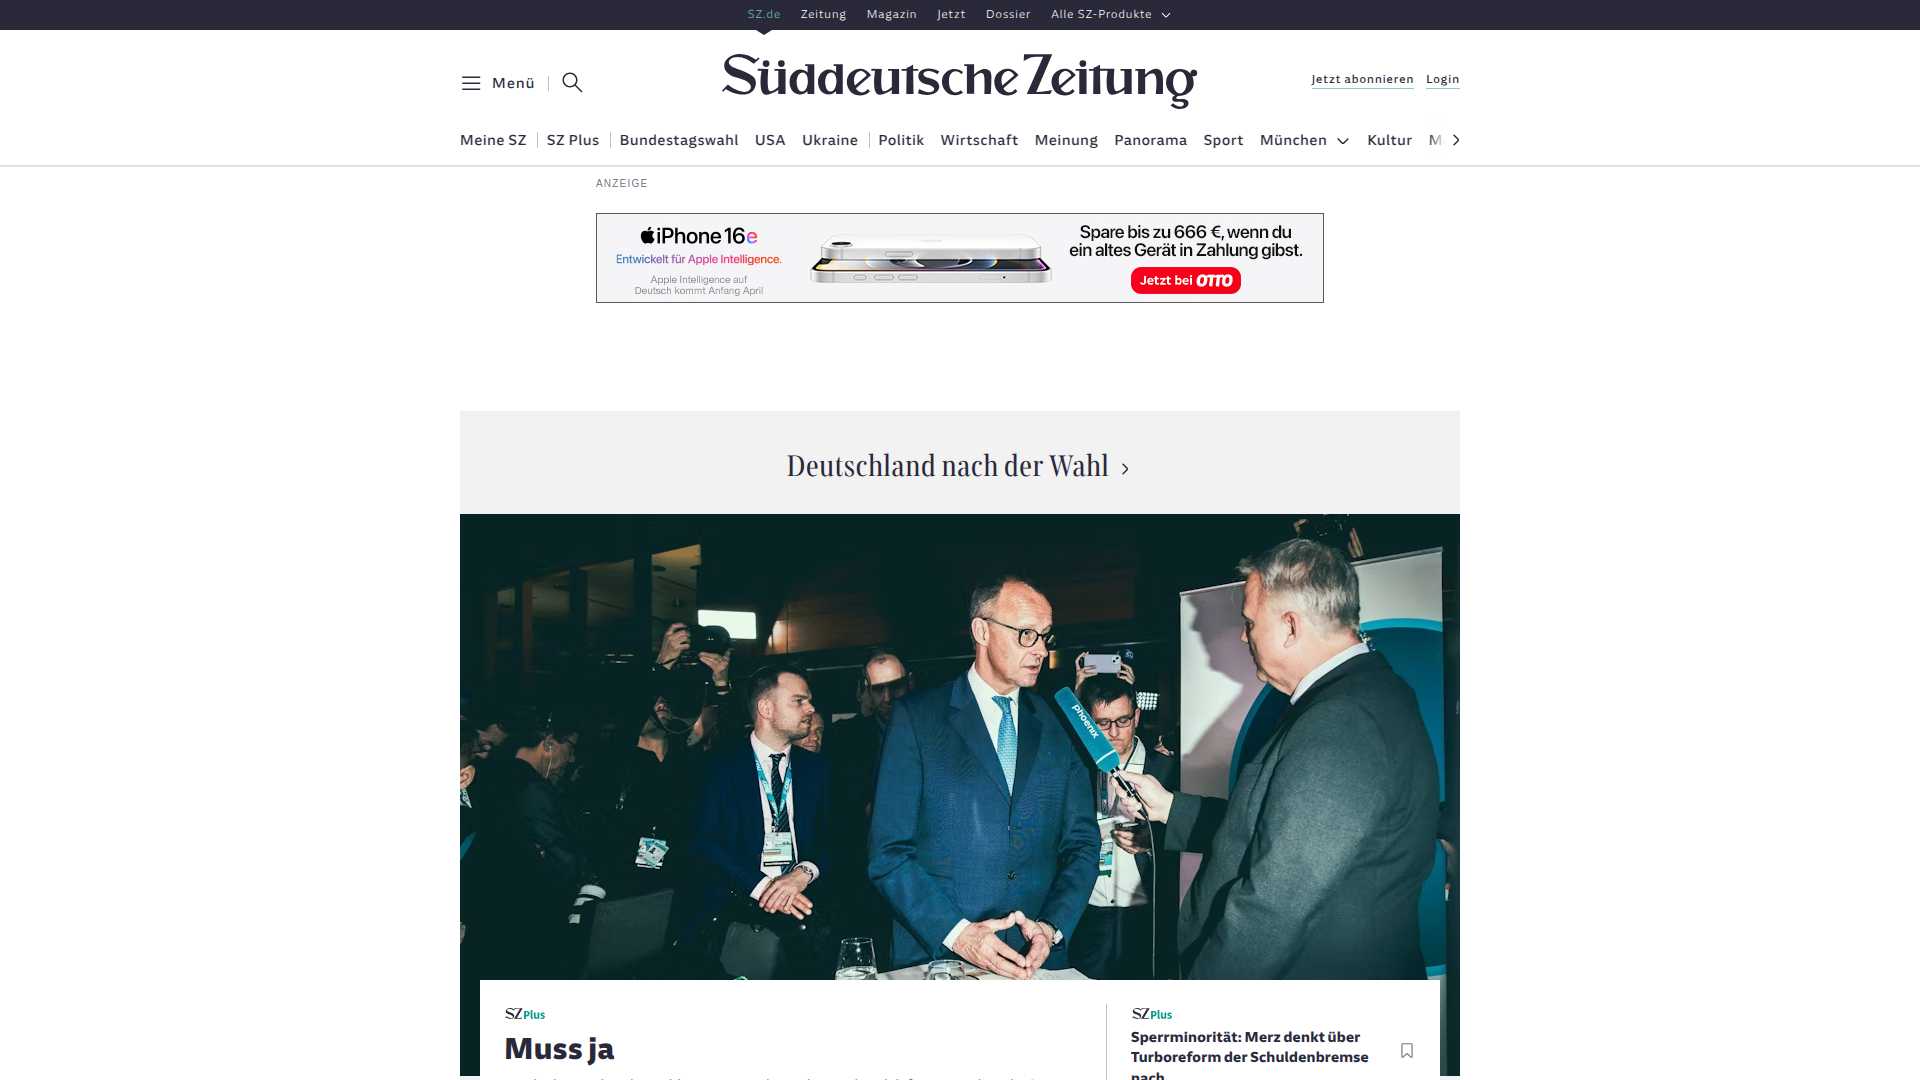 SZ.de Zeitung Magazin Jetzt Dossier Alle SZ-Produkte
Menü
Süddeutsche Zeitung
Jetzt abonnieren Login
Meine SZ SZ Plus Bundestagswahl USA Ukraine Politik Wirtschaft Meinung Panorama Sport München Kultur M
ANZEIGE
iPhone 16e
Entwickelt für Apple Intelligence.
Apple Intelligence auf
Deutsch kommt Anfang April
Spare bis zu 666 €, wenn du
ein altes Gerät in Zahlung gibst.
Jetzt bei OTTO
Deutschland nach der Wahl
phoenix
SZ Plus
Muss ja
SZ Plus
Sperrminorität: Merz denkt über
Turboreform der Schuldenbremse
nach